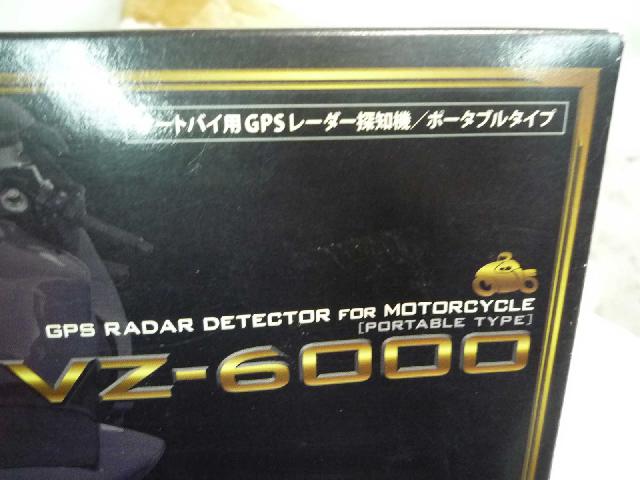 オートバイ用GPSレーダー探知機／ポータブルタイプ
GPS RADAR DETECTOR FOR MOTORCYCLE
[PORTABLE TYPE]
VZ-6000